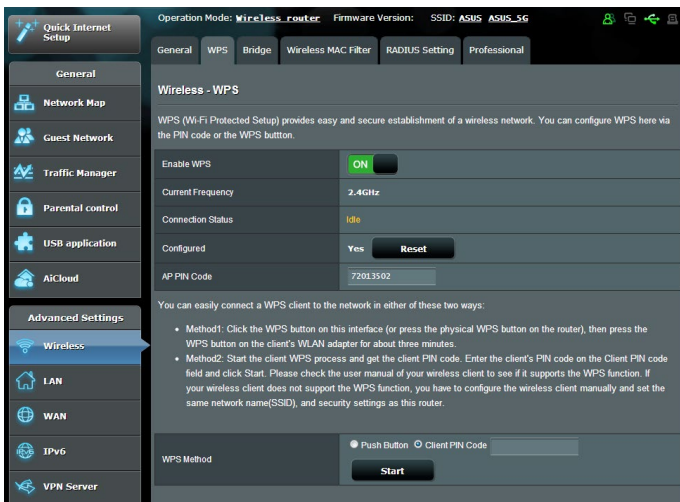 Quick Internet
Setup
General
Network Map
Guest Network
Traffic Manager
Parental control
USB application
AiCloud
Advanced Settings
Wireless
LAN
WAN
IPv6
VPN Server
Operation Mode: Wireless router Firmware Version: SSID: ASUS ASUS_5G
General WPS Bridge Wireless MAC Filter RADIUS Setting Professional
Wireless - WPS
WPS (Wi-Fi Protected Setup) provides easy and secure establishment of a wireless network. You can configure WPS here via
the PIN code or the WPS buttton.
Enable WPS ON
Current Frequency 2.4GHz
Connection Status Idle
Configured Yes Reset
AP PIN Code 72013502
You can easily connect a WPS client to the network in either of these two ways:
• Method1: Click the WPS button on this interface (or press the physical WPS button on the router), then press the
WPS button on the client's WLAN adapter for about three minutes.
• Method2: Start the client WPS process and get the client PIN code. Enter the client's PIN code on the Client PIN code
field and click Start. Please check the user manual of your wireless client to see if it supports the WPS function. If
your wireless client does not support the WPS function, you have to configure the wireless client manually and set the
same network name(SSID), and security settings as this router.
WPS Method Push Button Client PIN Code
Start